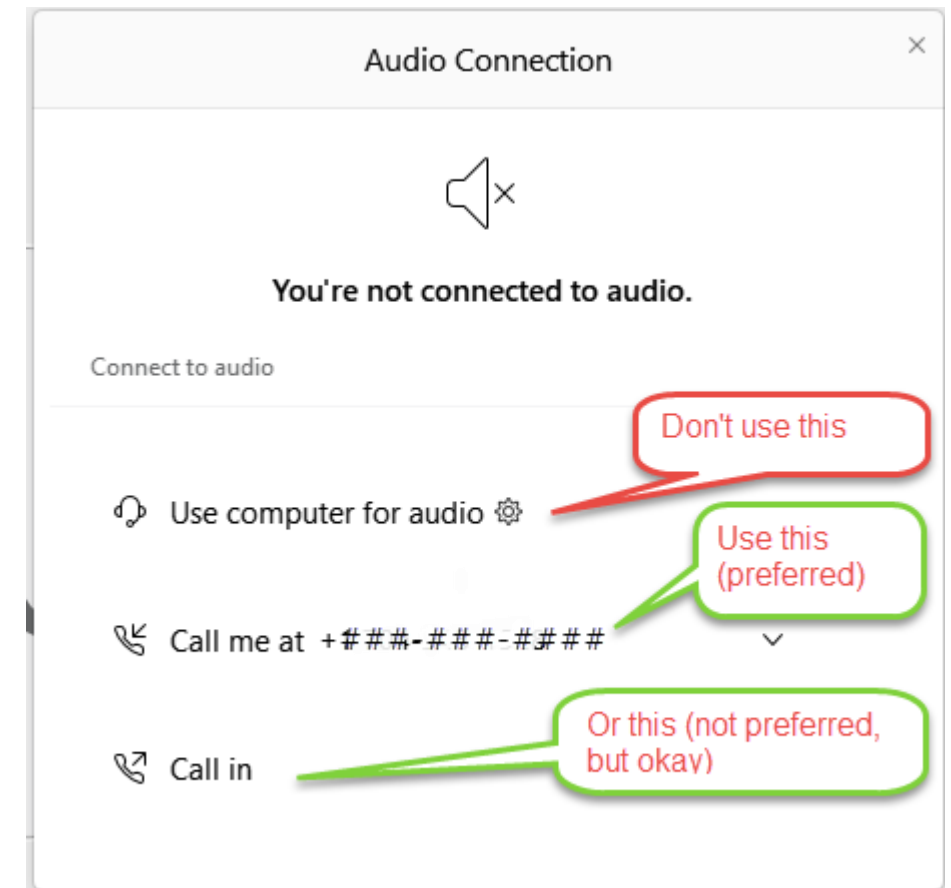 Audio Connection
You're not connected to audio.
Connect to audio
Don't use this
Use computer for audio
Use this
(preferred)
Call me at +###-###-####
Or this (not preferred,
but okay)
Call in